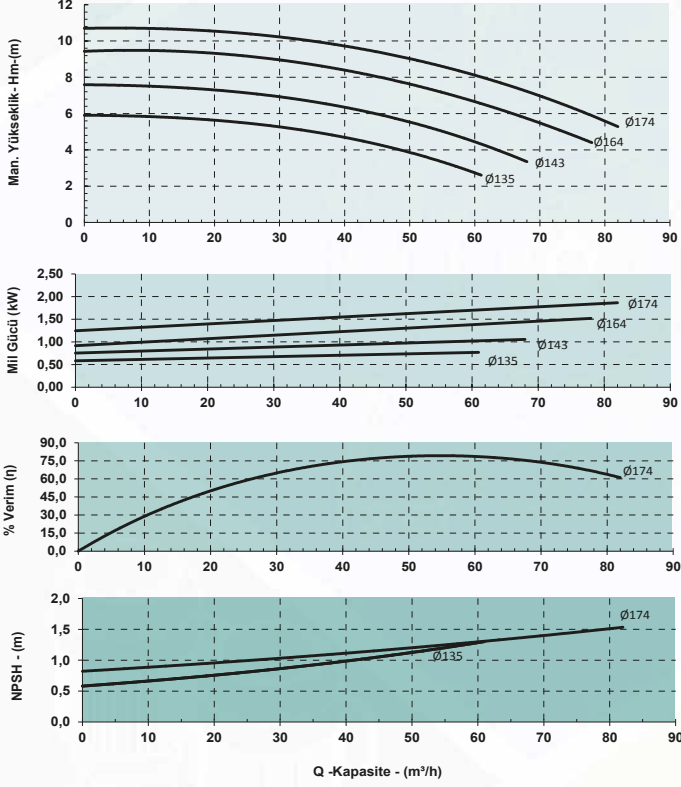 Man. Yükseklik- Hm-(m)
12
10
8
6
4
2
0
0 10 20 30 40 50 60 70 80 90
Ø174
Ø164
Ø143
Ø135
Mil Gücü (kW)
2,50
2,00
1,50
1,00
0,50
0,00
0 10 20 30 40 50 60 70 80 90
Ø174
Ø164
Ø143
Ø135
% Verim (η)
90,0
75,0
60,0
45,0
30,0
15,0
0,0
0 10 20 30 40 50 60 70 80 90
Ø174
NPSH - (m)
2,0
1,5
1,0
0,5
0,0
0 10 20 30 40 50 60 70 80 90
Ø174
Ø135
Q -Kapasite - (m³/h)